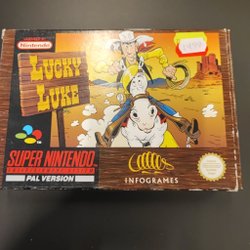 LICENSED BY
Nintendo
LUCKY
LUKE
SUPER NINTENDO
ENTERTAINMENT SYSTEM
PAL VERSION
INFOGRAMES